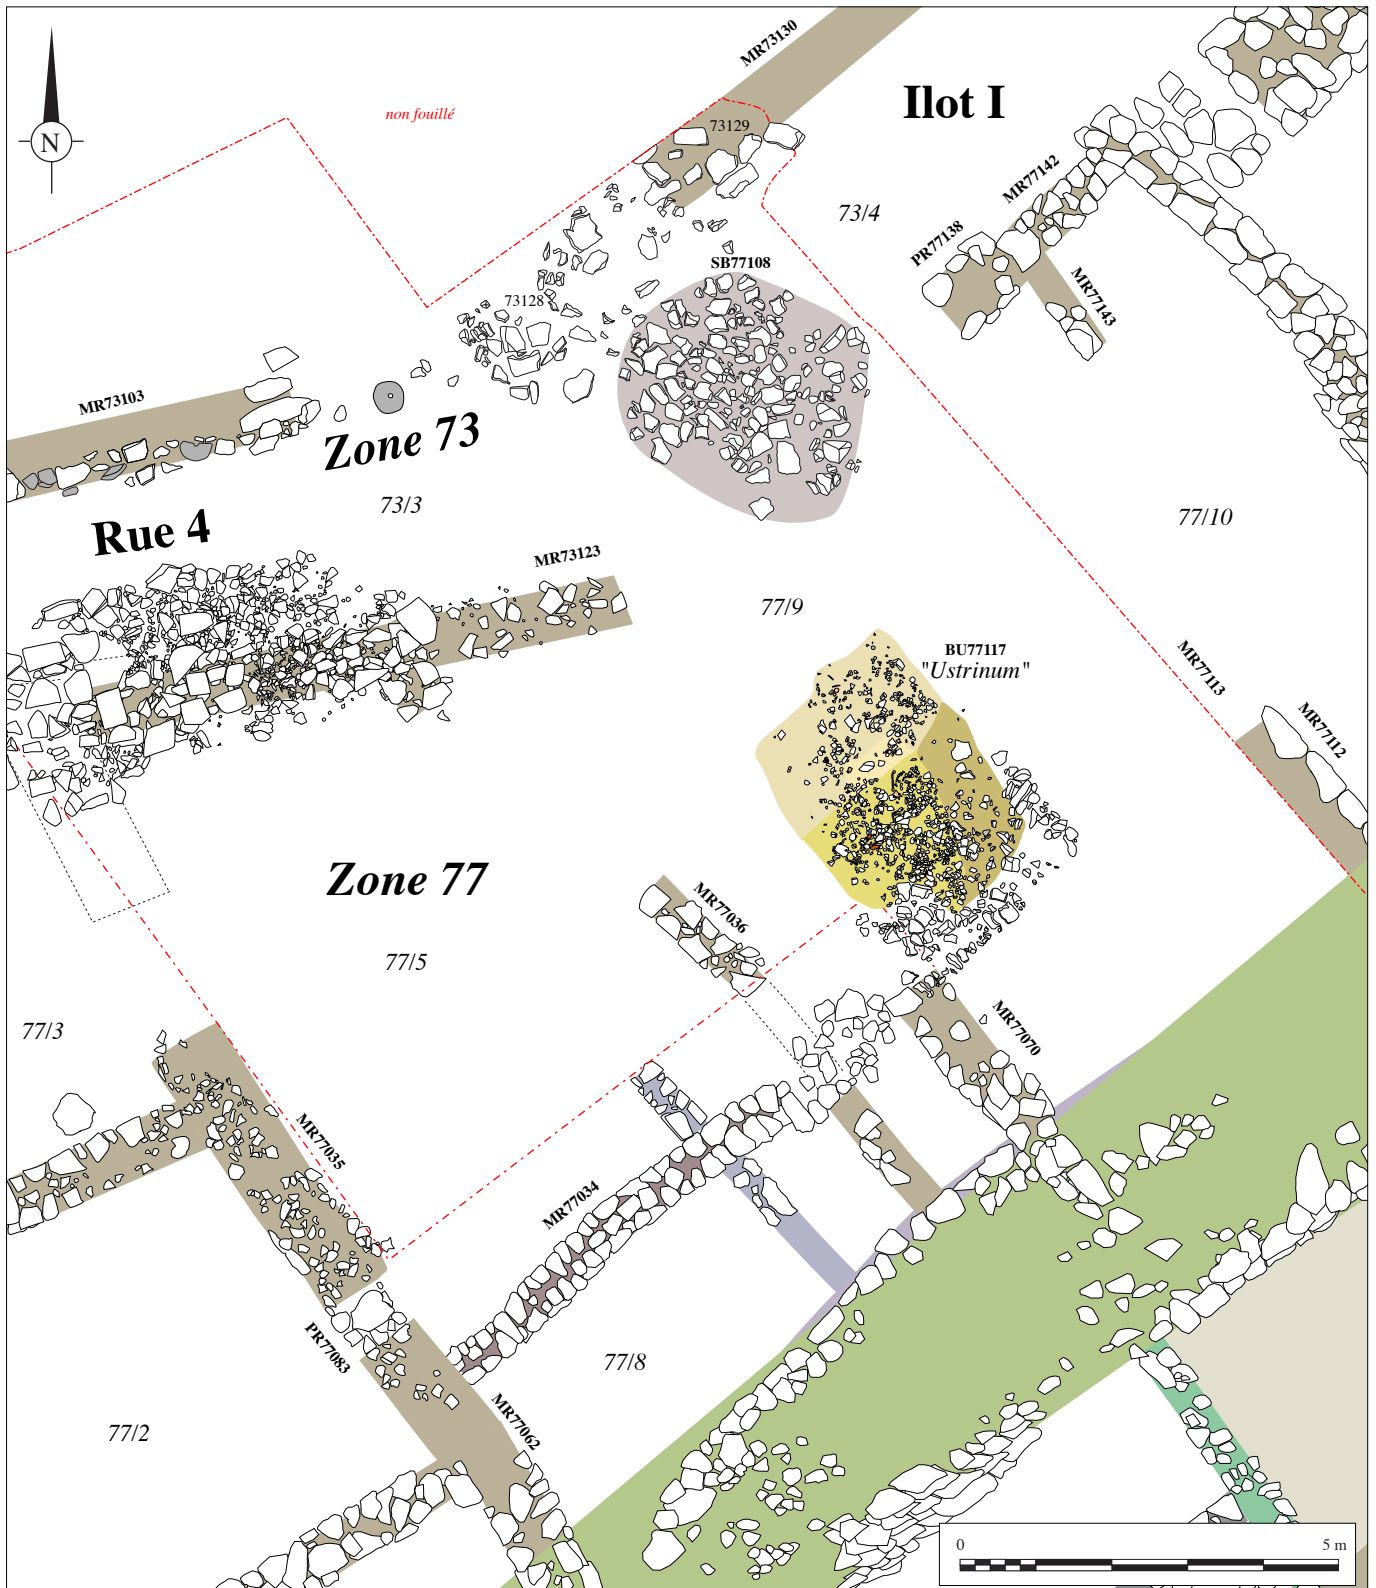 MR73130
Ilot I
non fouillé
73129
N
MR77142
73/4
PR77138
SB77108
MR77143
73128
MR73103
Zone 73
73/3
77/10
Rue 4
MR73123
77/9
BU77117
"Ustrinum"
MR77113
MR77112
Zone 77
MR77036
77/5
77/3
MR77070
MR77035
MR77034
PR77083
77/8
MR77062
77/2
0 5 m